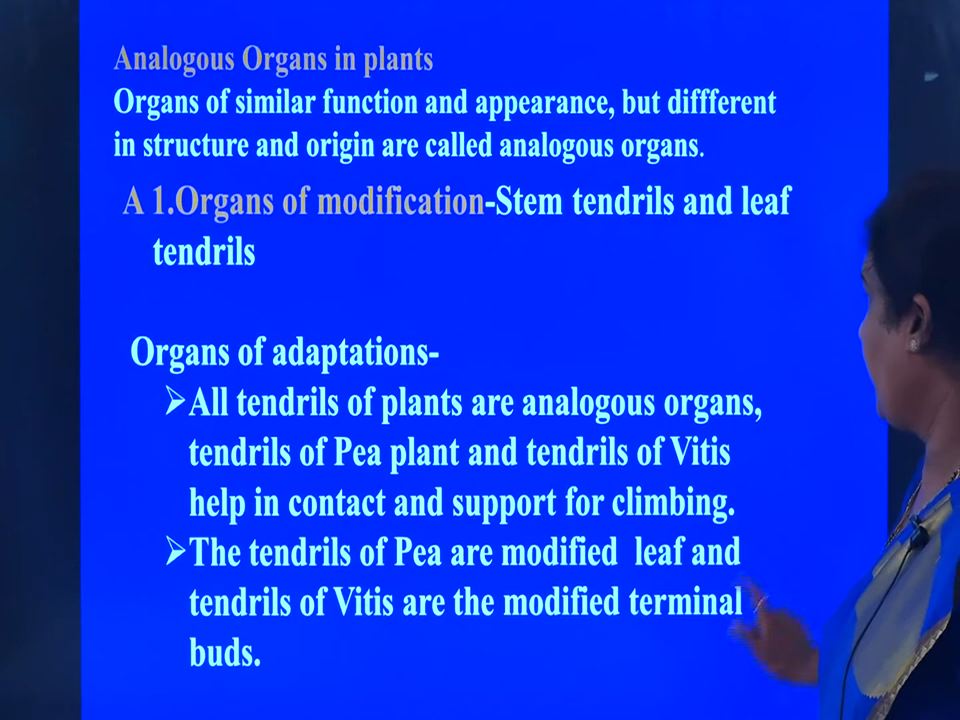 Analogous Organs in plants
Organs of similar function and appearance, but diffferent
in structure and origin are called analogous organs.
A 1.Organs of modification-Stem tendrils and leaf
tendrils
Organs of adaptations-
➢All tendrils of plants are analogous organs,
tendrils of Pea plant and tendrils of Vitis
help in contact and support for climbing.
➢The tendrils of Pea are modified leaf and
tendrils of Vitis are the modified terminal
buds.